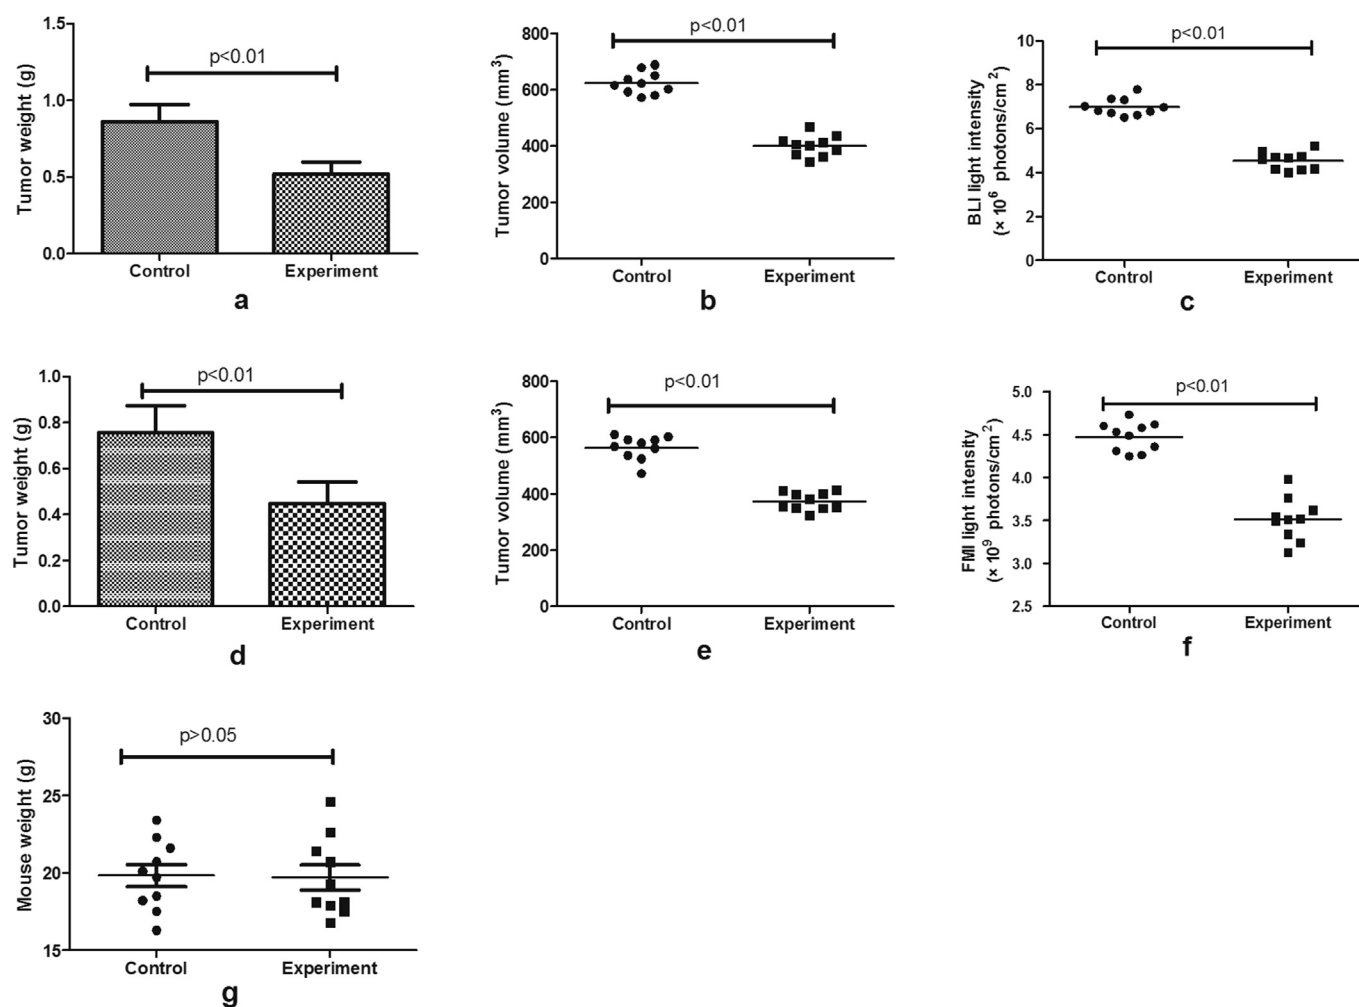 Tumor weight (g)
1.5
1.0
0.5
0.0
p<0.01
Control Experiment
a
Tumor volume (mm³)
800
600
400
200
0
p<0.01
Control Experiment
b
BLI light intensity
(× 10⁶ photons/cm²)
10
8
6
4
2
0
p<0.01
Control Experiment
c
Tumor weight (g)
1.0
0.8
0.6
0.4
0.2
0.0
p<0.01
Control Experiment
d
Tumor volume (mm³)
800
600
400
200
0
p<0.01
Control Experiment
e
FMI light intensity
(× 10⁹ photons/cm²)
5.0
4.5
4.0
3.5
3.0
2.5
p<0.01
Control Experiment
f
Mouse weight (g)
30
25
20
15
p>0.05
Control Experiment
g